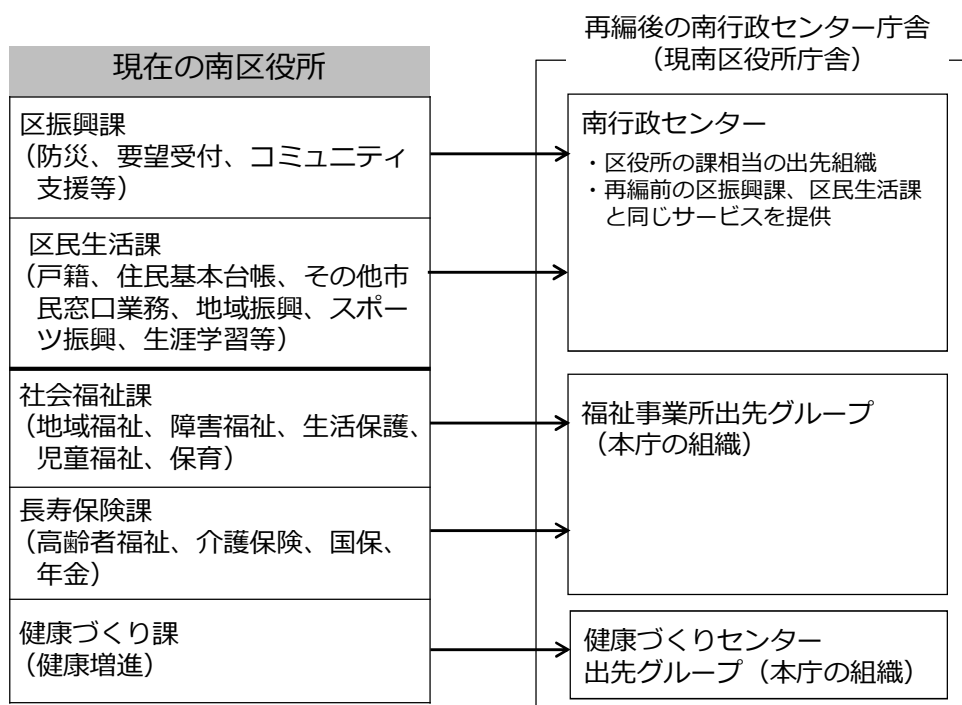 現在の南区役所
区振興課
（防災、要望受付、コミュニティ
支援等）
区民生活課
（戸籍、住民基本台帳、その他市
民窓口業務、地域振興、スポー
ツ振興、生涯学習等）
社会福祉課
（地域福祉、障害福祉、生活保護、
児童福祉、保育）
長寿保険課
（高齢者福祉、介護保険、国保、
年金）
健康づくり課
（健康増進）
再編後の南行政センター庁舎
（現南区役所庁舎）
南行政センター
・区役所の課相当の出先組織
・再編前の区振興課、区民生活課
と同じサービスを提供
福祉事業所出先グループ
（本庁の組織）
健康づくりセンター
出先グループ（本庁の組織）